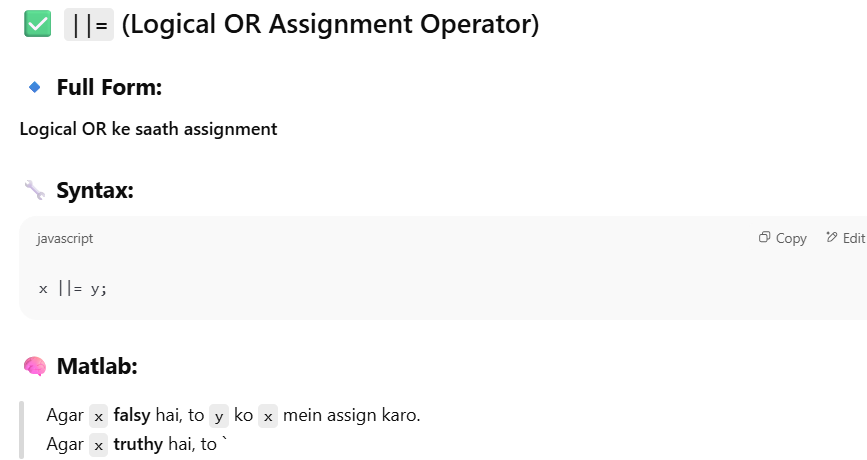 ✅ ||= (Logical OR Assignment Operator)
🔹 Full Form:
Logical OR ke saath assignment
🔧 Syntax:
javascript Copy Edit
x ||= y;
🧠 Matlab:
Agar x falsy hai, to y ko x mein assign karo.
Agar x truthy hai, to `